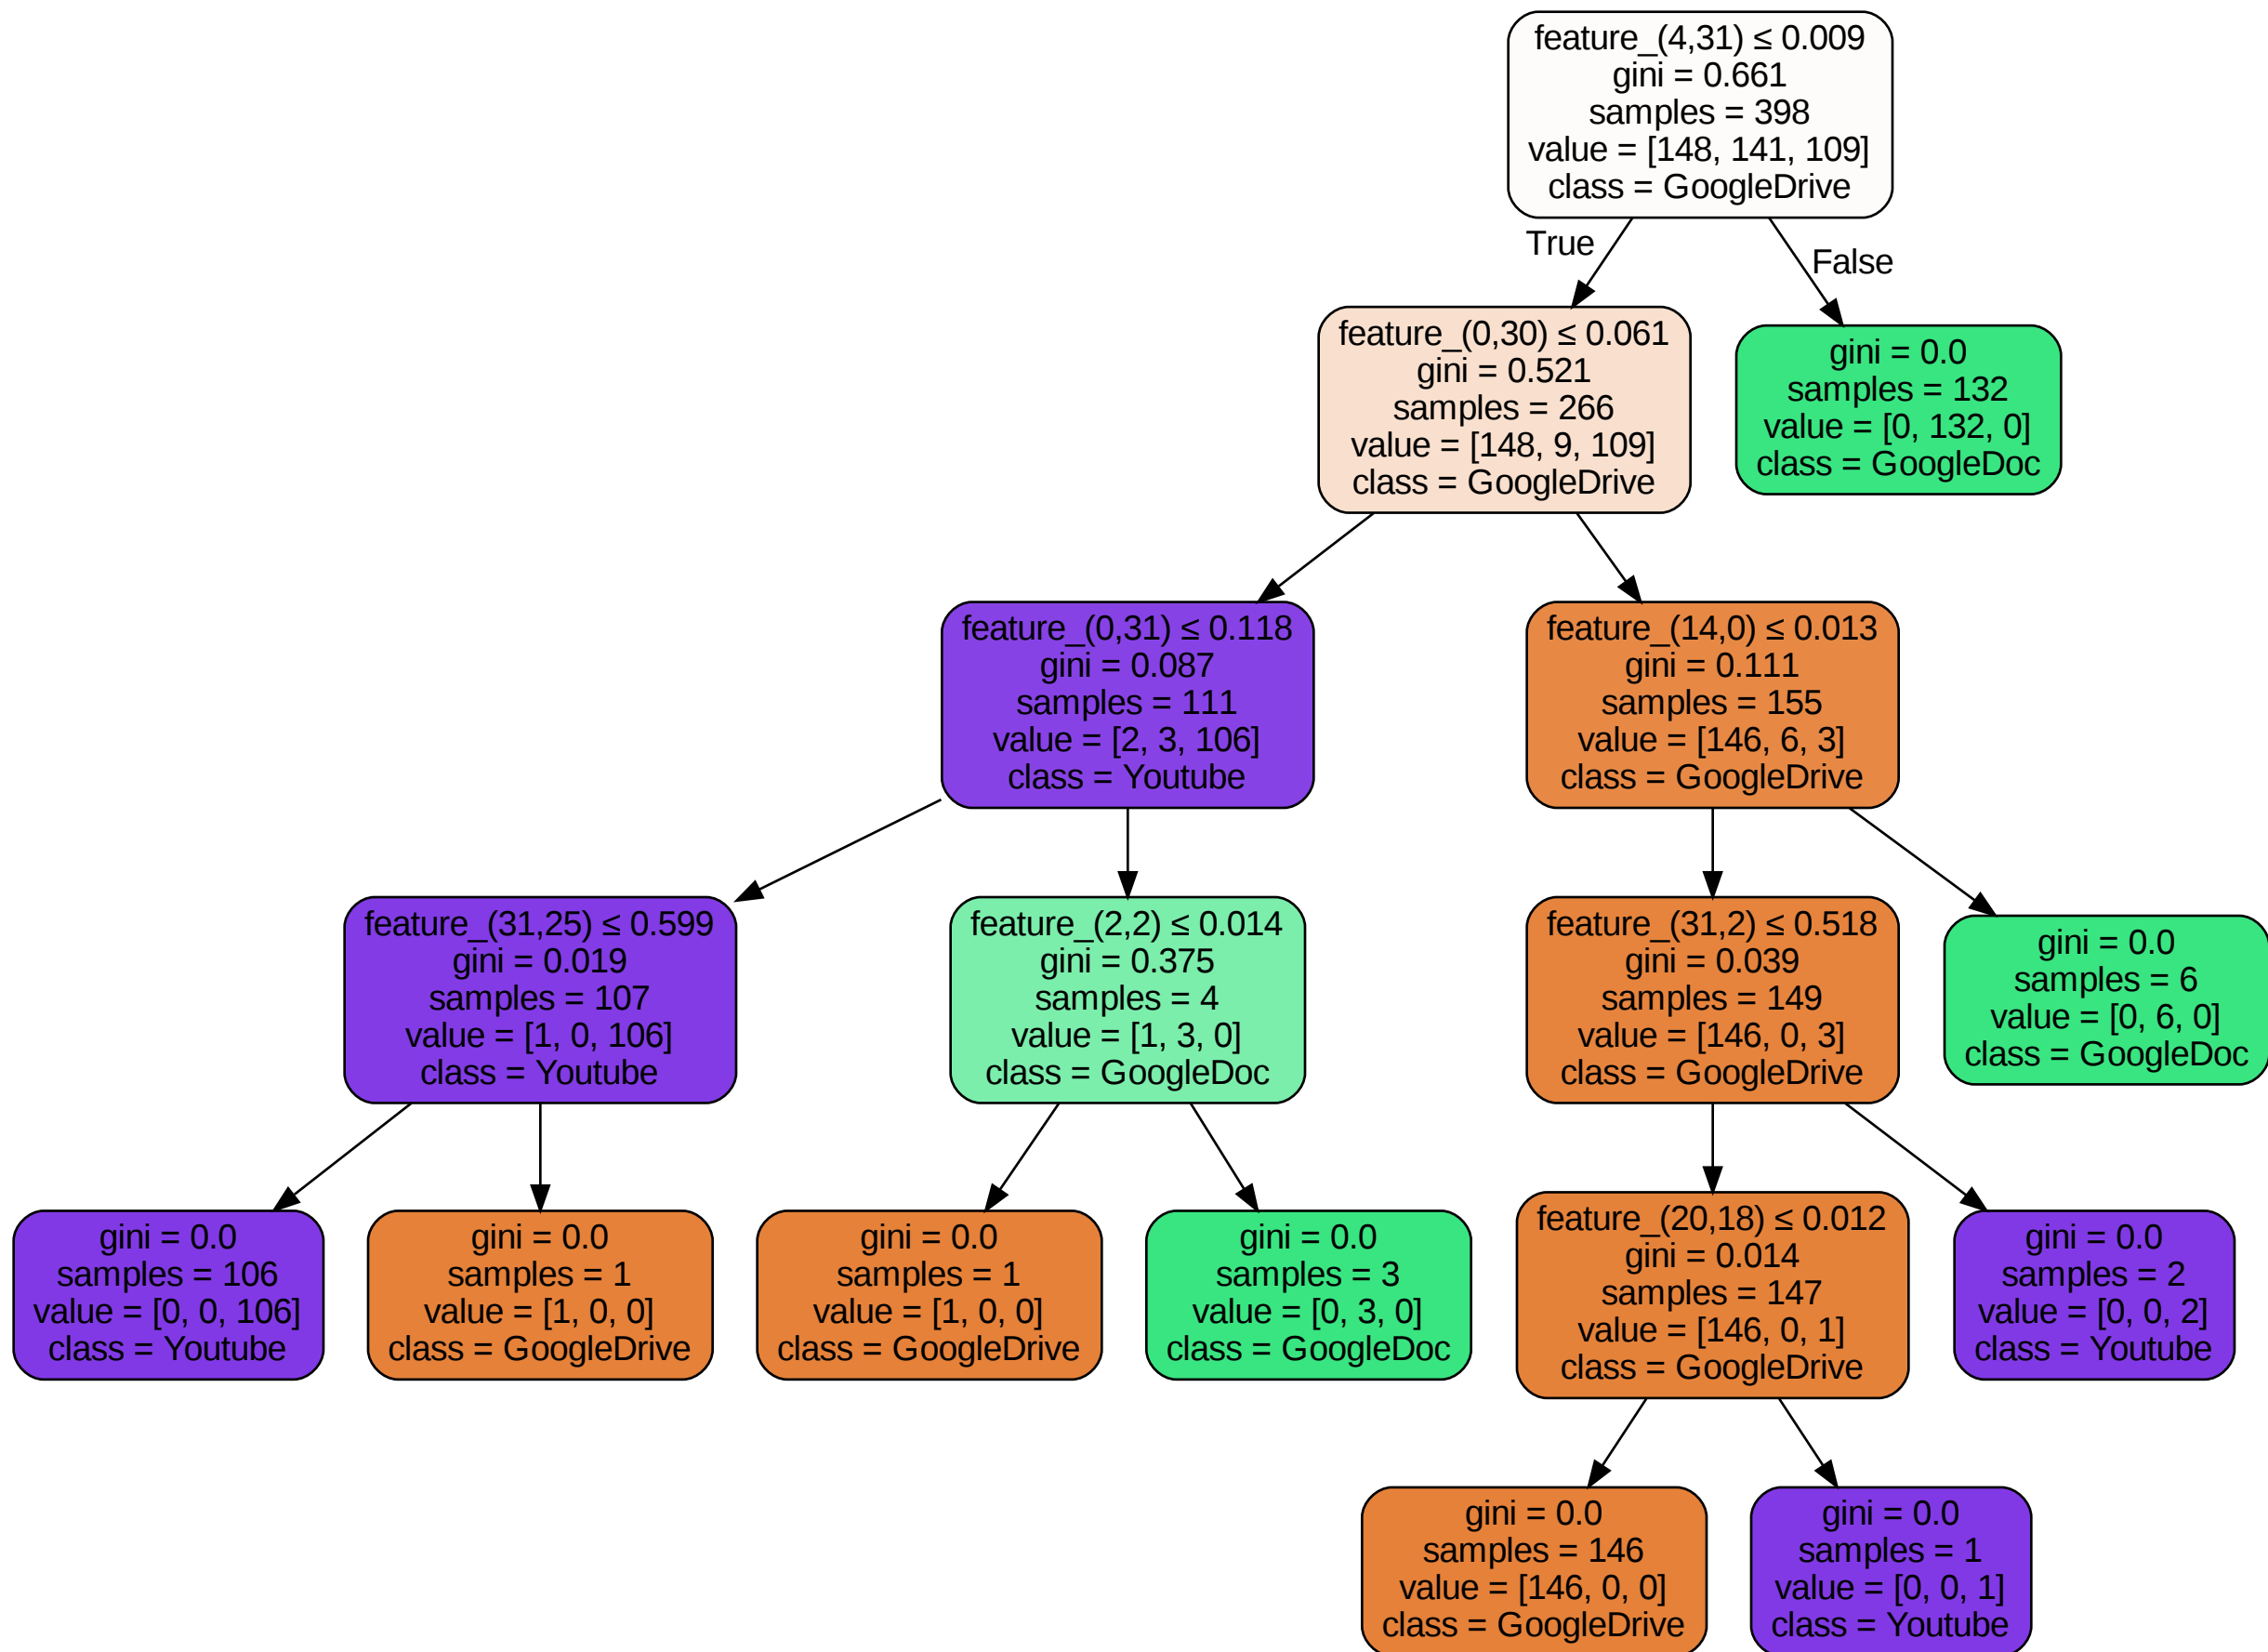 feature_(4,31) ≤ 0.009
gini = 0.661
samples = 398
value = [148, 141, 109]
class = GoogleDrive
True
False
feature_(0,30) ≤ 0.061
gini = 0.521
samples = 266
value = [148, 9, 109]
class = GoogleDrive
gini = 0.0
samples = 132
value = [0, 132, 0]
class = GoogleDoc
feature_(0,31) ≤ 0.118
gini = 0.087
samples = 111
value = [2, 3, 106]
class = Youtube
feature_(14,0) ≤ 0.013
gini = 0.111
samples = 155
value = [146, 6, 3]
class = GoogleDrive
feature_(31,25) ≤ 0.599
gini = 0.019
samples = 107
value = [1, 0, 106]
class = Youtube
feature_(2,2) ≤ 0.014
gini = 0.375
samples = 4
value = [1, 3, 0]
class = GoogleDoc
feature_(31,2) ≤ 0.518
gini = 0.039
samples = 149
value = [146, 0, 3]
class = GoogleDrive
gini = 0.0
samples = 6
value = [0, 6, 0]
class = GoogleDoc
gini = 0.0
samples = 106
value = [0, 0, 106]
class = Youtube
gini = 0.0
samples = 1
value = [1, 0, 0]
class = GoogleDrive
gini = 0.0
samples = 1
value = [1, 0, 0]
class = GoogleDrive
gini = 0.0
samples = 3
value = [0, 3, 0]
class = GoogleDoc
feature_(20,18) ≤ 0.012
gini = 0.014
samples = 147
value = [146, 0, 1]
class = GoogleDrive
gini = 0.0
samples = 2
value = [0, 0, 2]
class = Youtube
gini = 0.0
samples = 146
value = [146, 0, 0]
class = GoogleDrive
gini = 0.0
samples = 1
value = [0, 0, 1]
class = Youtube